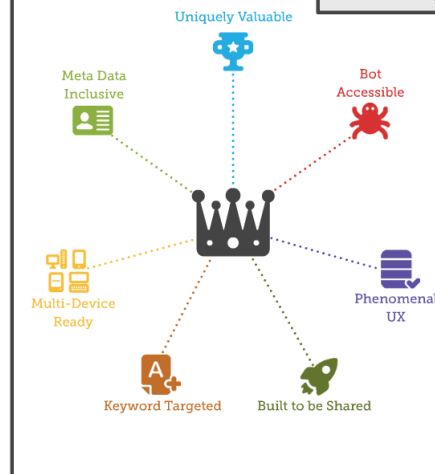 Uniquely Valuable
Meta Data
Inclusive
Bot
Accessible
Multi-Device
Ready
Phenomenal
UX
A
Keyword Targeted
Built to be Shared